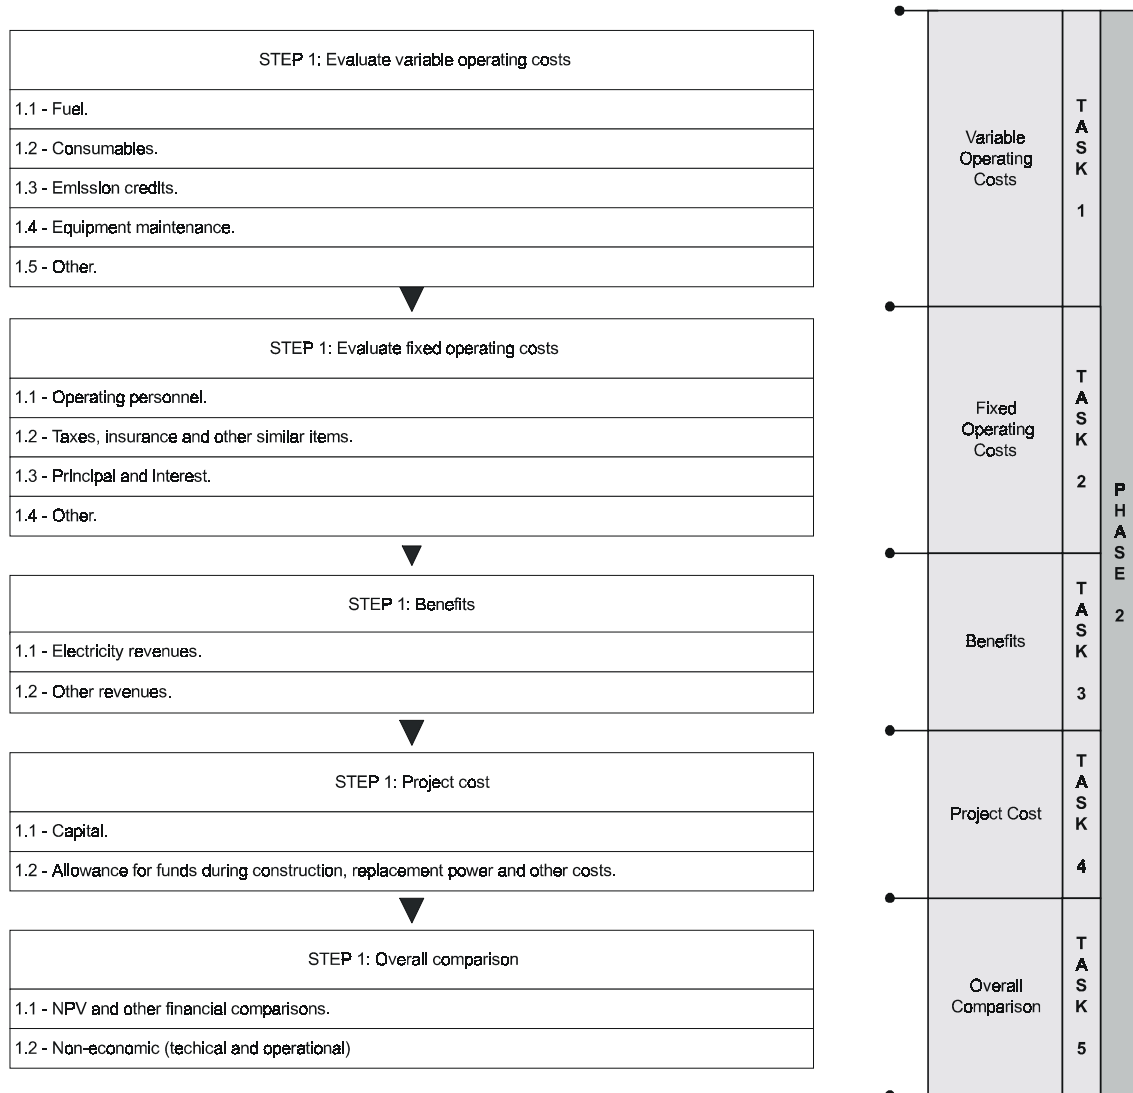 STEP 1: Evaluate variable operating costs
1.1 - Fuel.
1.2 - Consumables.
1.3 - Emission credits.
1.4 - Equipment maintenance.
1.5 - Other.
STEP 1: Evaluate fixed operating costs
1.1 - Operating personnel.
1.2 - Taxes, insurance and other similar items.
1.3 - Principal and interest.
1.4 - Other.
STEP 1: Benefits
1.1 - Electricity revenues.
1.2 - Other revenues.
STEP 1: Project cost
1.1 - Capital.
1.2 - Allowance for funds during construction, replacement power and other costs.
STEP 1: Overall comparison
1.1 - NPV and other financial comparisons.
1.2 - Non-economic (techical and operational)
Variable
Operating
Costs
TASK 1
Fixed
Operating
Costs
TASK 2
Benefits
TASK 3
Project Cost
TASK 4
Overall
Comparison
TASK 5
PHASE 2